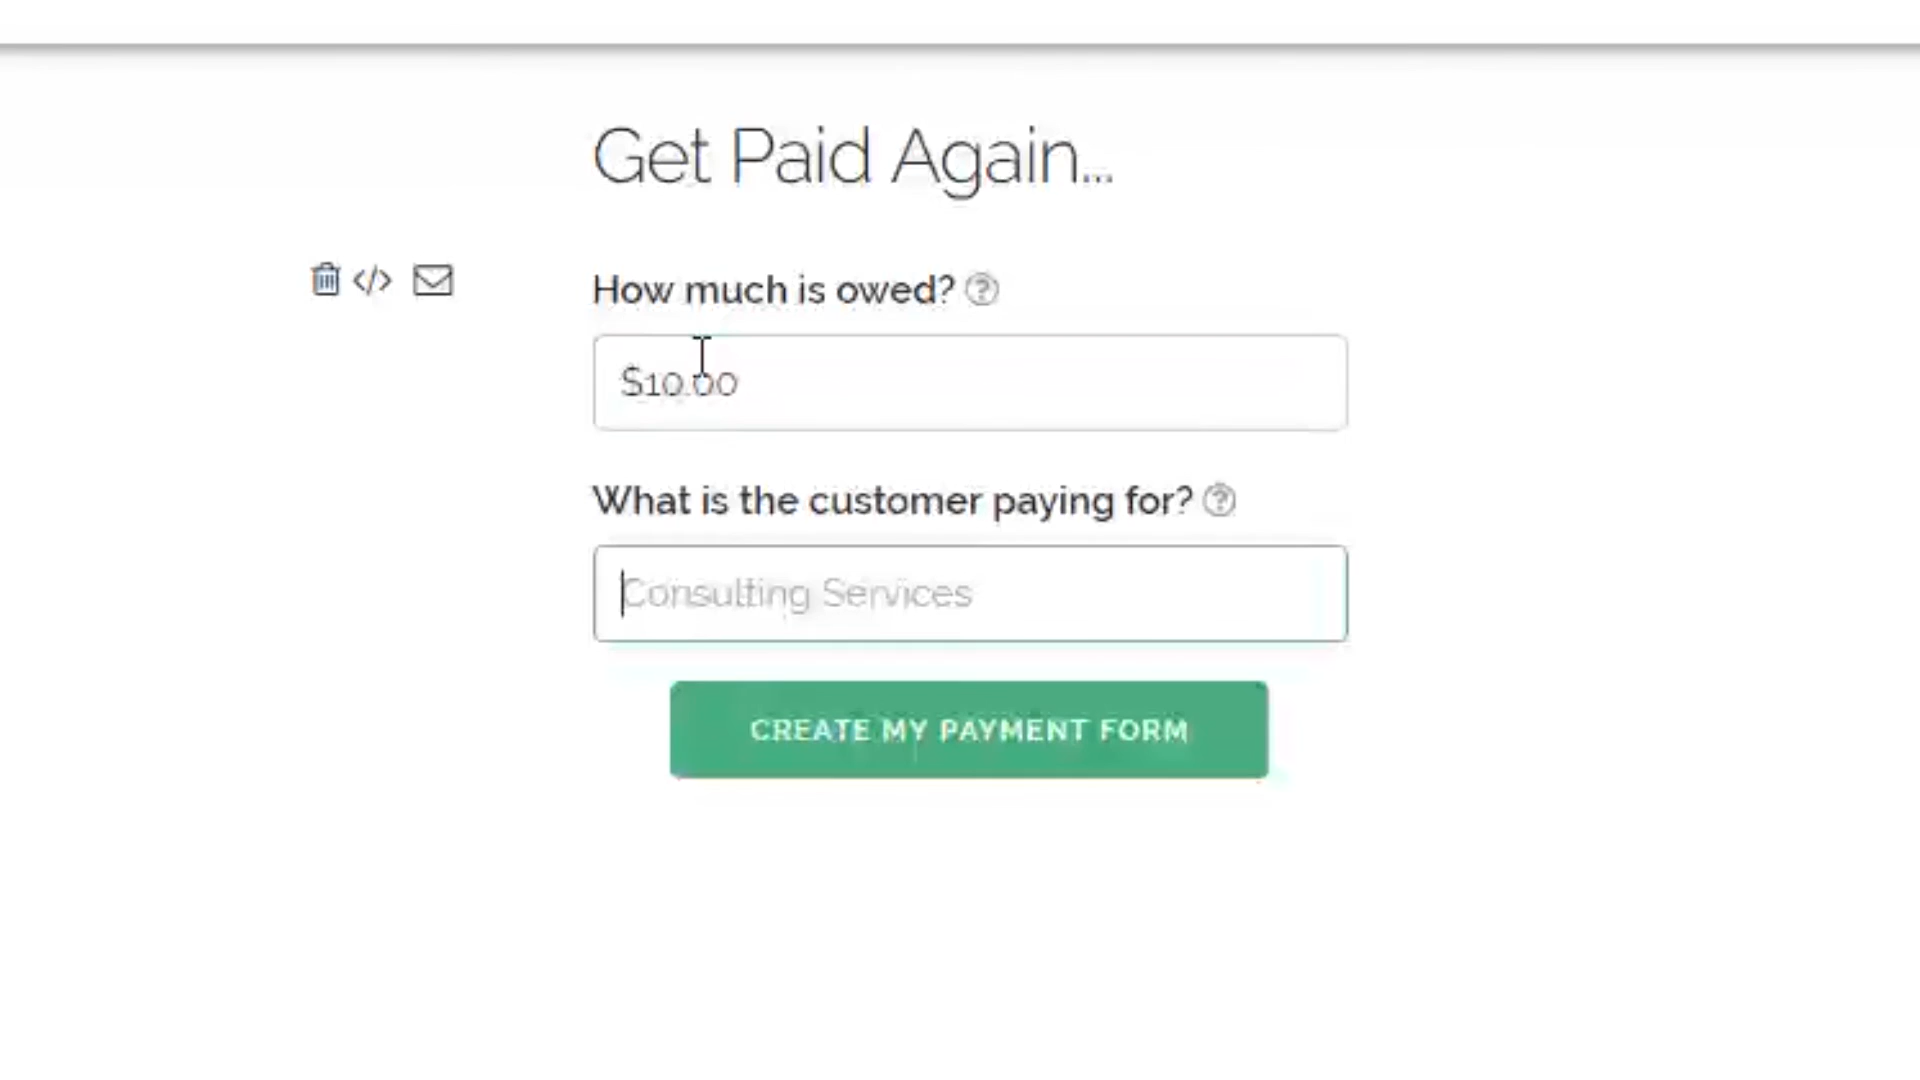 Get Paid Again...
How much is owed?
$10.00
What is the customer paying for?
Consulting Services
CREATE MY PAYMENT FORM